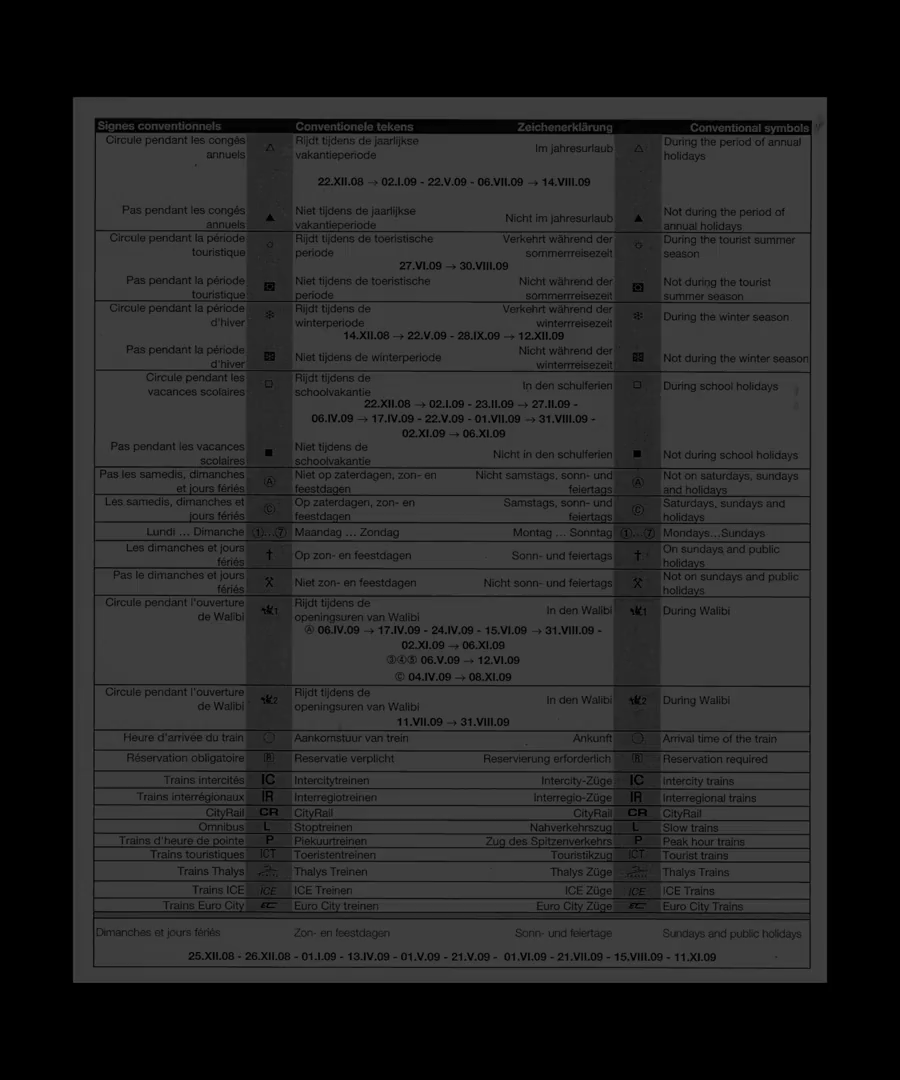 Signes conventionnels Conventionele tekens Zeichenerklärung Conventional symbols
Circule pendant les congés annuels △ Rijdt tijdens de jaarlijkse vakantieperiode Im jahresurlaub △ During the period of annual holidays
22.XII.08 → 02.I.09 - 22.V.09 - 06.VII.09 → 14.VIII.09
Pas pendant les congés annuels ▲ Niet tijdens de jaarlijkse vakantieperiode Nicht im jahresurlaub ▲ Not during the period of annual holidays
Circule pendant la période touristique Rijdt tijdens de toeristische periode Verkehrt während der sommerreisezeit During the tourist summer season
27.VI.09 → 30.VIII.09
Pas pendant la période touristique Niet tijdens de toeristische periode Nicht während der sommerreisezeit Not during the tourist summer season
Circule pendant la période d'hiver ❄ Rijdt tijdens de winterperiode Verkehrt während der winterreisezeit ❄ During the winter season
14.XII.08 → 22.V.09 - 28.IX.09 → 12.XII.09
Pas pendant la période d'hiver Niet tijdens de winterperiode Nicht während der winterreisezeit Not during the winter season
Circule pendant les vacances scolaires □ Rijdt tijdens de schoolvakantie In den schulferien □ During school holidays
22.XII.08 → 02.I.09 - 23.II.09 → 27.II.09 -
06.IV.09 → 17.IV.09 - 22.V.09 - 01.VII.09 → 31.VIII.09 -
02.XI.09 → 06.XI.09
Pas pendant les vacances scolaires ■ Niet tijdens de schoolvakantie Nicht in den schulferien ■ Not during school holidays
Pas les samedis, dimanches et jours fériés Ⓐ Niet op zaterdagen, zon- en feestdagen Nicht samstags, sonn- und feiertags Ⓐ Not on saturdays, sundays and holidays
Les samedis, dimanches et jours fériés Ⓒ Op zaterdagen, zon- en feestdagen Samstags, sonn- und feiertags Ⓒ Saturdays, sundays and holidays
Lundi ... Dimanche ①...⑦ Maandag ... Zondag Montag ... Sonntag ①...⑦ Mondays...Sundays
Les dimanches et jours fériés † Op zon- en feestdagen Sonn- und feiertags † On sundays and public holidays
Pas le dimanches et jours fériés ⚒ Niet zon- en feestdagen Nicht sonn- und feiertags ⚒ Not on sundays and public holidays
Circule pendant l'ouverture de Walibi 1 Rijdt tijdens de openingsuren van Walibi In den Walibi 1 During Walibi
Ⓐ 06.IV.09 → 17.IV.09 - 24.IV.09 - 15.VI.09 → 31.VIII.09 -
02.XI.09 → 06.XI.09
③④⑤ 06.V.09 → 12.VI.09
Ⓒ 04.IV.09 → 08.XI.09
Circule pendant l'ouverture de Walibi 2 Rijdt tijdens de openingsuren van Walibi In den Walibi 2 During Walibi
11.VII.09 → 31.VIII.09
Heure d'arrivée du train Aankomstuur van trein Ankunft Arrival time of the train
Réservation obligatoire R Reservatie verplicht Reservierung erforderlich R Reservation required
Trains intercités IC Intercitytreinen Intercity-Züge IC Intercity trains
Trains interrégionaux IR Interregiotreinen Interregio-Züge IR Interregional trains
CityRail CR CityRail CityRail CR CityRail
Omnibus L Stoptreinen Nahverkehrszug L Slow trains
Trains d'heure de pointe P Piekuurtreinen Zug des Spitzenverkehrs P Peak hour trains
Trains touristiques ICT Toeristentreinen Touristikzug ICT Tourist trains
Trains Thalys Thalys Treinen Thalys Züge Thalys Trains
Trains ICE ICE ICE Treinen ICE Züge ICE ICE Trains
Trains Euro City EC Euro City treinen Euro City Züge EC Euro City Trains
Dimanches et jours fériés Zon- en feestdagen Sonn- und feiertage Sundays and public holidays
25.XII.08 - 26.XII.08 - 01.I.09 - 13.IV.09 - 01.V.09 - 21.V.09 - 01.VI.09 - 21.VII.09 - 15.VIII.09 - 11.XI.09